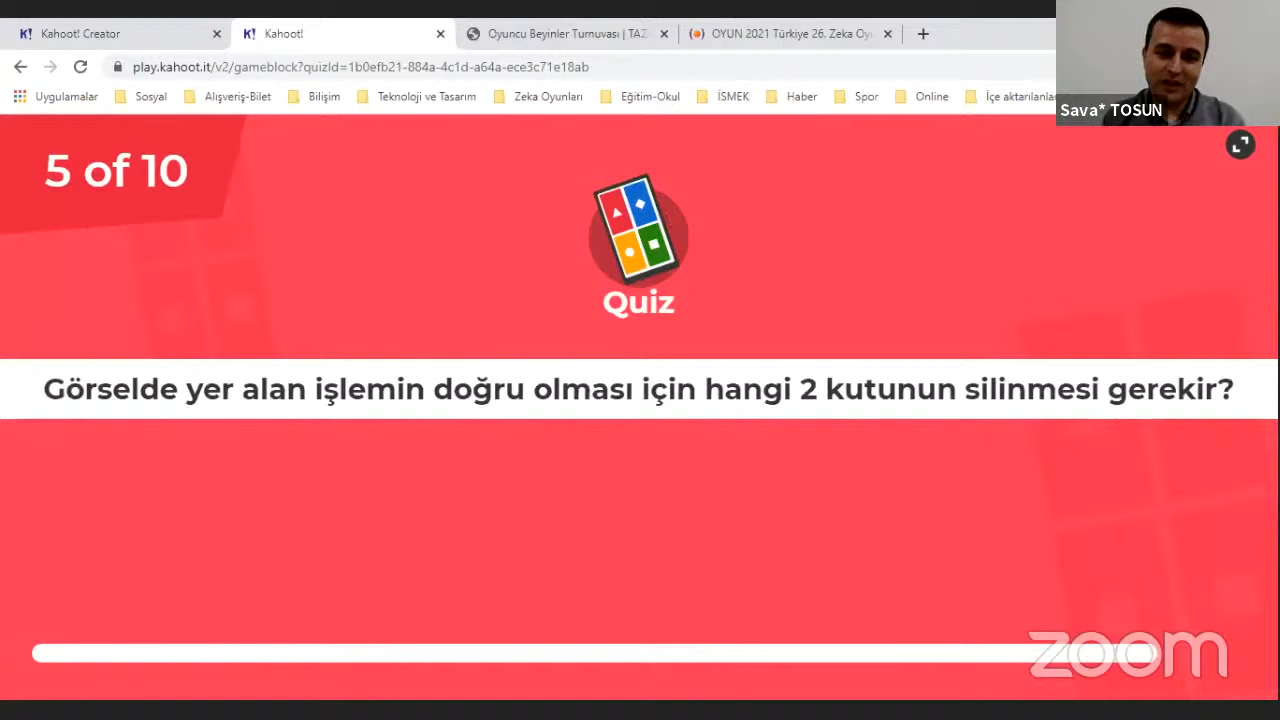 Kahoot! Creator
Kahoot!
Oyuncu Beyinler Turnuvası | TAZ
OYUN 2021 Türkiye 26. Zeka Oy
play.kahoot.it/v2/gameblock?quizId=1b0efb21-884a-4c1d-a64a-ece3c71e18ab
Uygulamalar
Sosyal
Alışveriş-Bilet
Bilişim
Teknoloji ve Tasarım
Zeka Oyunları
Eğitim-Okul
İSMEK
Haber
Spor
Online
İçe aktarılanlar
Sava* TOSUN
5 of 10
Quiz
Görselde yer alan işlemin doğru olması için hangi 2 kutunun silinmesi gerekir?
zoom